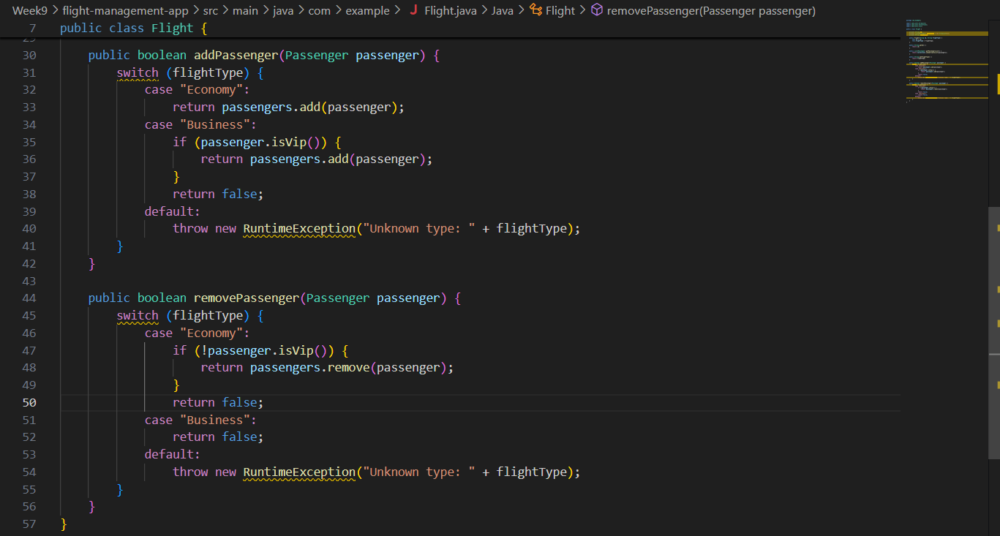 Week9 > flight-management-app > src > main > java > com > example > J Flight.java > Java > Flight > removePassenger(Passenger passenger)
7 public class Flight {
30 public boolean addPassenger(Passenger passenger) {
31 switch (flightType) {
32 case "Economy":
33 return passengers.add(passenger);
34 case "Business":
35 if (passenger.isVip()) {
36 return passengers.add(passenger);
37 }
38 return false;
39 default:
40 throw new RuntimeException("Unknown type: " + flightType);
41 }
42 }
43
44 public boolean removePassenger(Passenger passenger) {
45 switch (flightType) {
46 case "Economy":
47 if (!passenger.isVip()) {
48 return passengers.remove(passenger);
49 }
50 return false;
51 case "Business":
52 return false;
53 default:
54 throw new RuntimeException("Unknown type: " + flightType);
55 }
56 }
57 }